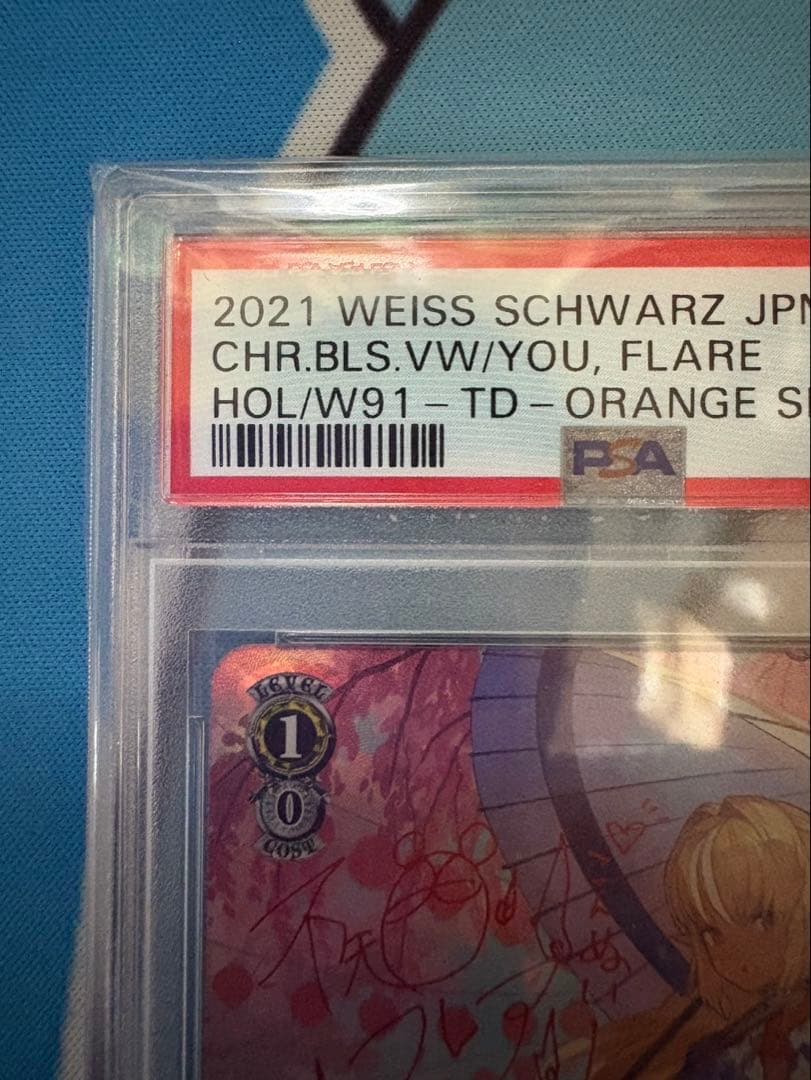 2021 WEISS SCHWARZ JPN
CHR.BLS.VW/YOU, FLARE
HOL/W91-TD-ORANGE
PSA
LEVEL
1
0
COST